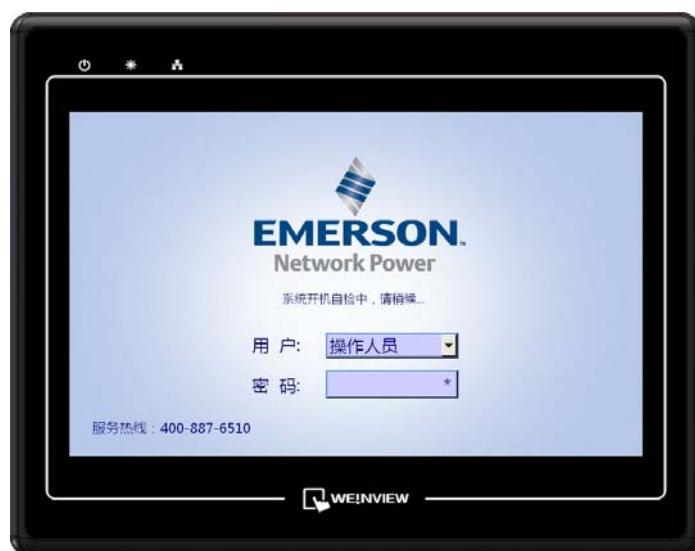 EMERSON™
Network Power
系统开机自检中，请稍候...
用 户: 操作人员
密 码: *
服务热线：400-887-6510
WEINVIEW